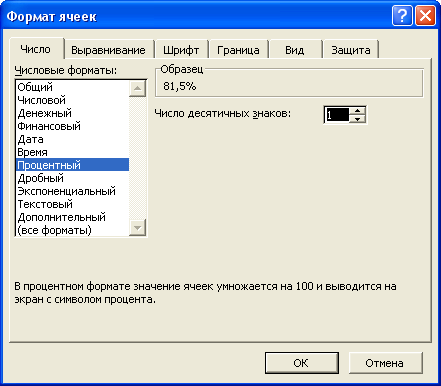 Формат ячеек
Число Выравнивание Шрифт Граница Вид Защита
Числовые форматы:
Общий
Числовой
Денежный
Финансовый
Дата
Время
Процентный
Дробный
Экспоненциальный
Текстовый
Дополнительный
(все форматы)
Образец
81,5%
Число десятичных знаков: 1
В процентном формате значение ячеек умножается на 100 и выводится на
экран с символом процента.
ОК Отмена